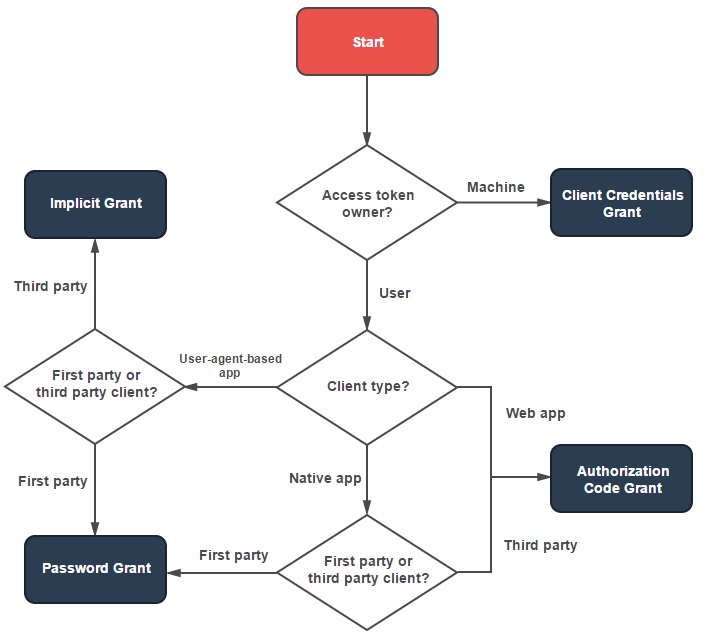 Start
Access token
owner?
Machine
Client Credentials
Grant
Implicit Grant
User
Third party
User-agent-based
app
First party or
third party client?
Client type?
Web app
Authorization
Code Grant
Native app
First party
Third party
First party
First party or
third party client?
Password Grant